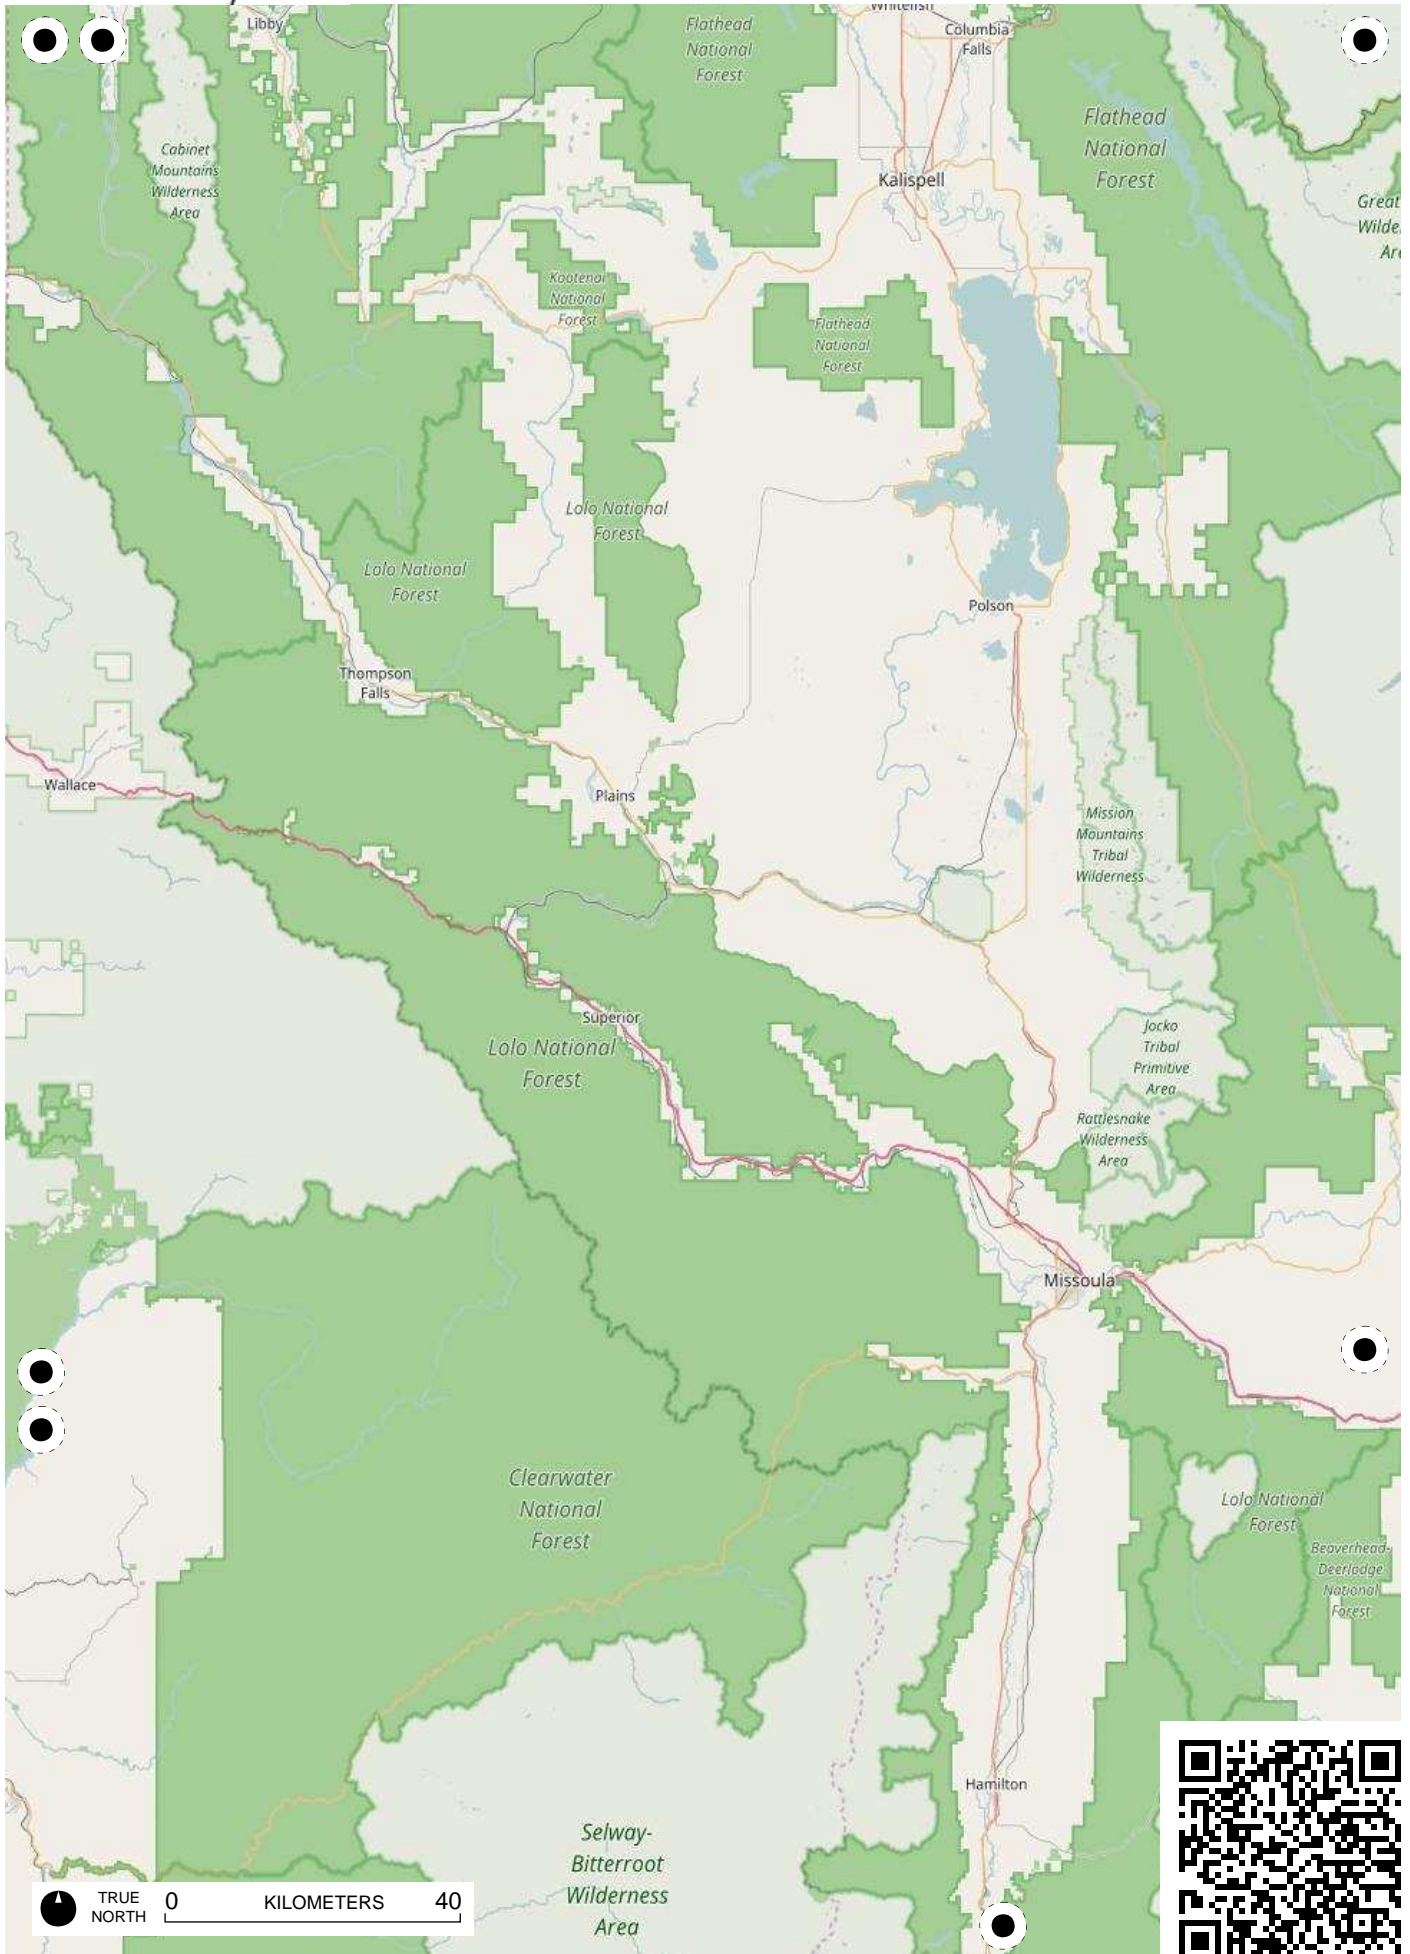 Libby
Flathead
National
Forest
Whitefish
Columbia
Falls
Cabinet
Mountains
Wilderness
Area
Kalispell
Flathead
National
Forest
Great
Kootenai
National
Forest
Flathead
National
Forest
Lolo National
Forest
Lolo National
Forest
Polson
Thompson
Falls
Wallace
Plains
Mission
Mountains
Tribal
Wilderness
Superior
Lolo National
Forest
Jocko
Tribal
Primitive
Area
Rattlesnake
Wilderness
Area
Missoula
Clearwater
National
Forest
Lolo National
Forest
Beaverhead-
Deerlodge
National
Forest
Hamilton
Selway-
Bitterroot
Wilderness
Area
TRUE
NORTH
0 KILOMETERS 40